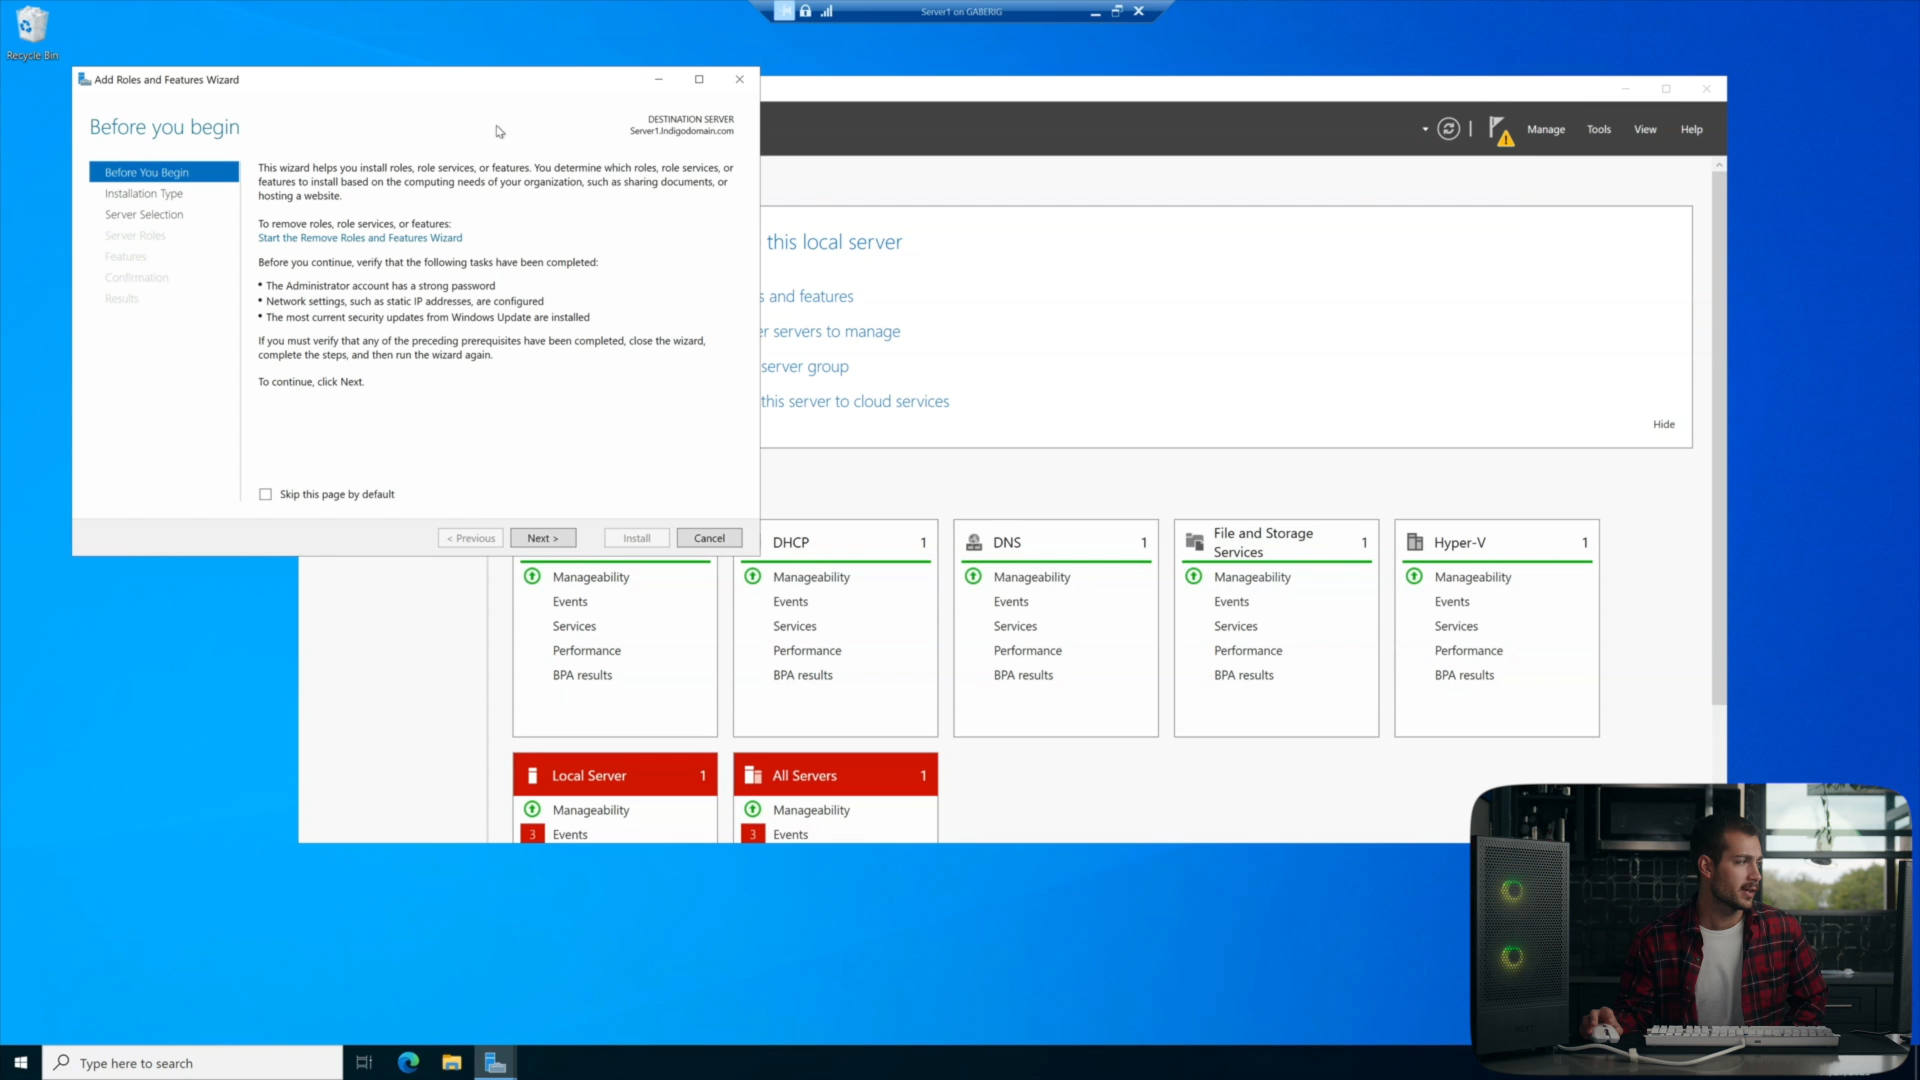 Server1 on GABERIG
Recycle Bin
Add Roles and Features Wizard
Before you begin
DESTINATION SERVER
Server1.Indigodomain.com
Before You Begin
Installation Type
Server Selection
Server Roles
Features
Confirmation
Results
This wizard helps you install roles, role services, or features. You determine which roles, role services, or
features to install based on the computing needs of your organization, such as sharing documents, or
hosting a website.
To remove roles, role services, or features:
Start the Remove Roles and Features Wizard
Before you continue, verify that the following tasks have been completed:
• The Administrator account has a strong password
• Network settings, such as static IP addresses, are configured
• The most current security updates from Windows Update are installed
If you must verify that any of the preceding prerequisites have been completed, close the wizard,
complete the steps, and then run the wizard again.
To continue, click Next.
Skip this page by default
< Previous
Next >
Install
Cancel
Manage
Tools
View
Help
this local server
s and features
er servers to manage
server group
this server to cloud services
Hide
Manageability
Events
Services
Performance
BPA results
DHCP 1
Manageability
Events
Services
Performance
BPA results
DNS 1
Manageability
Events
Services
Performance
BPA results
File and Storage
Services 1
Manageability
Events
Services
Performance
BPA results
Hyper-V 1
Manageability
Events
Services
Performance
BPA results
Local Server 1
Manageability
3 Events
All Servers 1
Manageability
3 Events
Type here to search